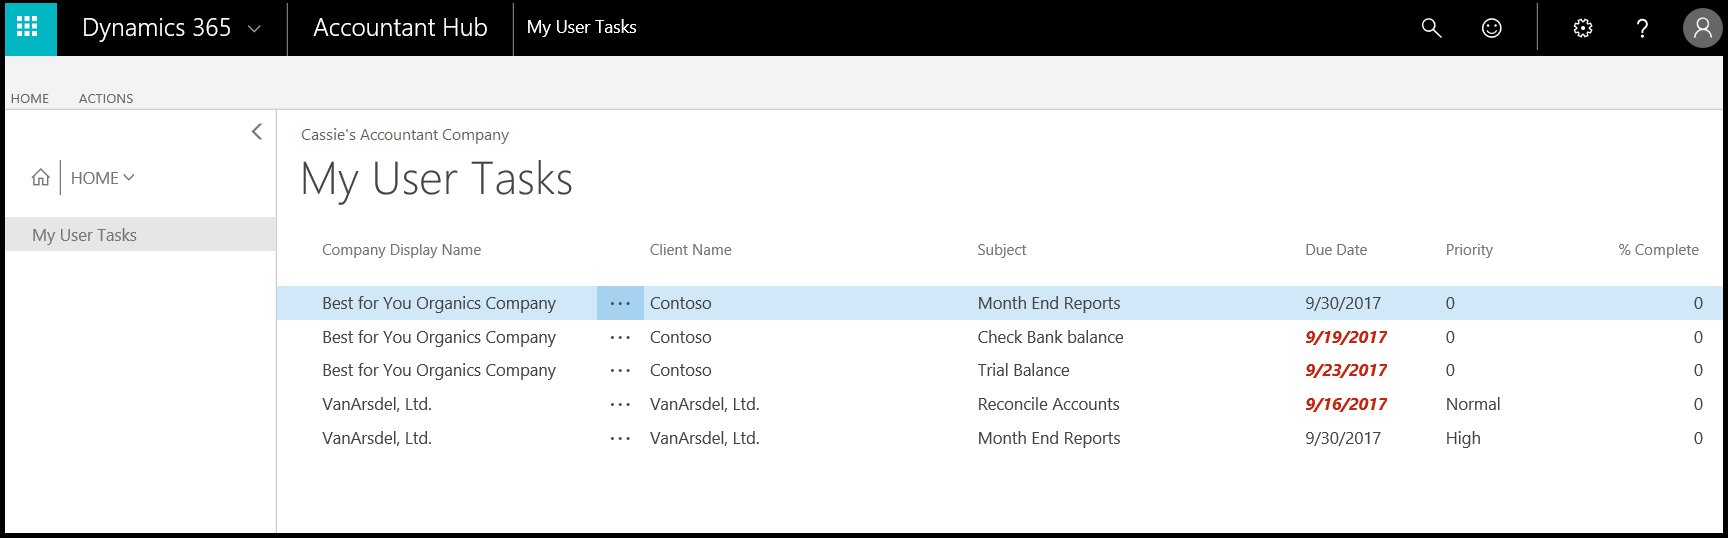 Dynamics 365 Accountant Hub My User Tasks ?
HOME ACTIONS
Cassie's Accountant Company
HOME
My User Tasks
My User Tasks
Company Display Name Client Name Subject Due Date Priority % Complete
Best for You Organics Company ... Contoso Month End Reports 9/30/2017 0 0
Best for You Organics Company ... Contoso Check Bank balance 9/19/2017 0 0
Best for You Organics Company ... Contoso Trial Balance 9/23/2017 0 0
VanArsdel, Ltd. ... VanArsdel, Ltd. Reconcile Accounts 9/16/2017 Normal 0
VanArsdel, Ltd. ... VanArsdel, Ltd. Month End Reports 9/30/2017 High 0